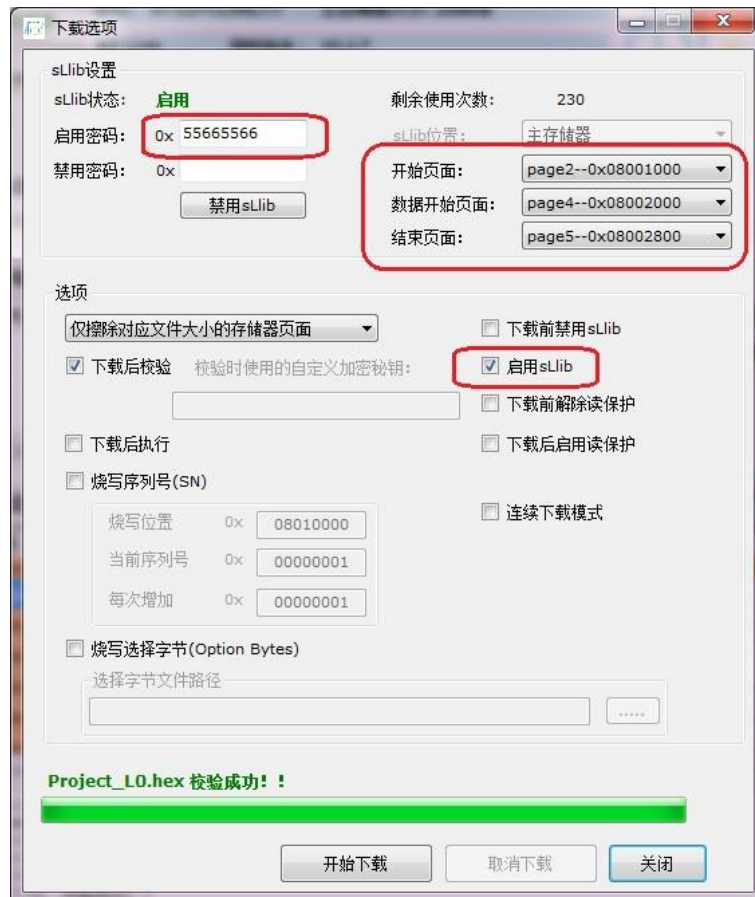 下载选项
sLlib设置
sLlib状态: 启用 剩余使用次数: 230
启用密码: 0x 55665566 sLlib位置: 主存储器
禁用密码: 0x 开始页面: page2--0x08001000
禁用sLlib 数据开始页面: page4--0x08002000
结束页面: page5--0x08002800
选项
仅擦除对应文件大小的存储器页面 下载前禁用sLlib
下载后校验 校验时使用的自定义加密秘钥: 启用sLlib
下载前解除读保护
下载后执行 下载后启用读保护
烧写序列号(SN)
烧写位置 0x 08010000 连续下载模式
当前序列号 0x 00000001
每次增加 0x 00000001
烧写选择字节(Option Bytes)
选择字节文件路径
.....
Project_L0.hex 校验成功!!
开始下载 取消下载 关闭